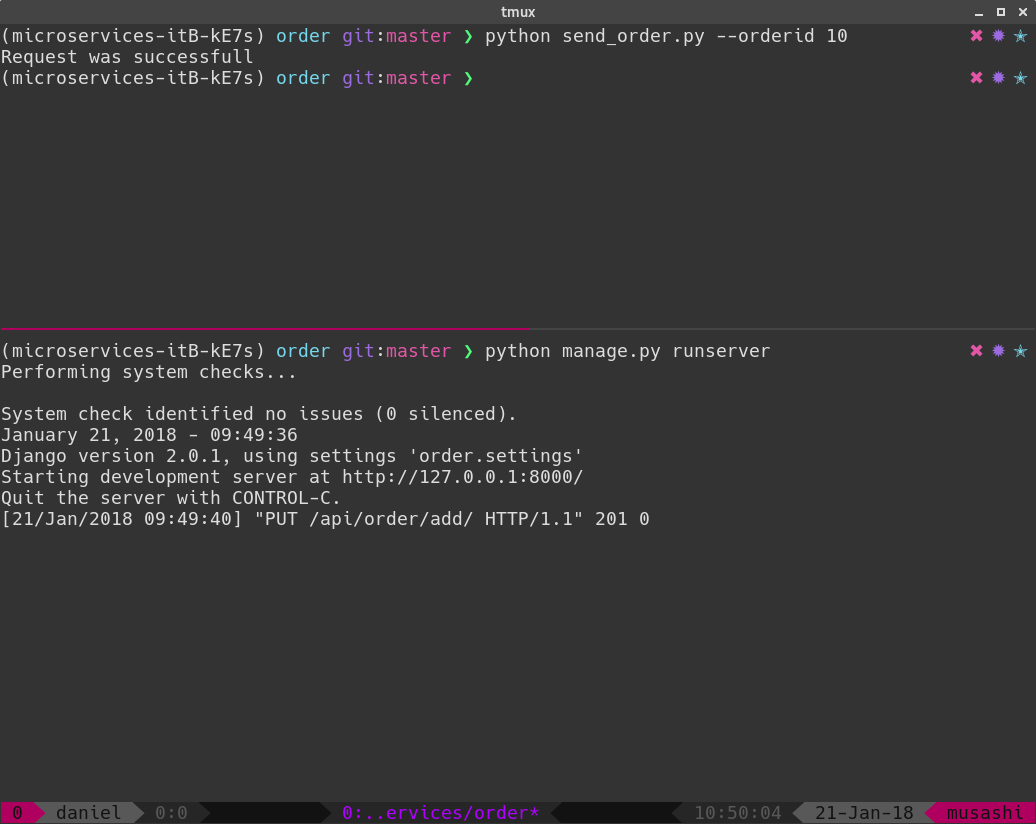 tmux
(microservices-itB-kE7s) order git:master ❯ python send_order.py --orderid 10
Request was successfull
(microservices-itB-kE7s) order git:master ❯
(microservices-itB-kE7s) order git:master ❯ python manage.py runserver
Performing system checks...
System check identified no issues (0 silenced).
January 21, 2018 - 09:49:36
Django version 2.0.1, using settings 'order.settings'
Starting development server at http://127.0.0.1:8000/
Quit the server with CONTROL-C.
[21/Jan/2018 09:49:40] "PUT /api/order/add/ HTTP/1.1" 201 0
0 daniel 0:0 0:..ervices/order* 10:50:04 21-Jan-18 musashi